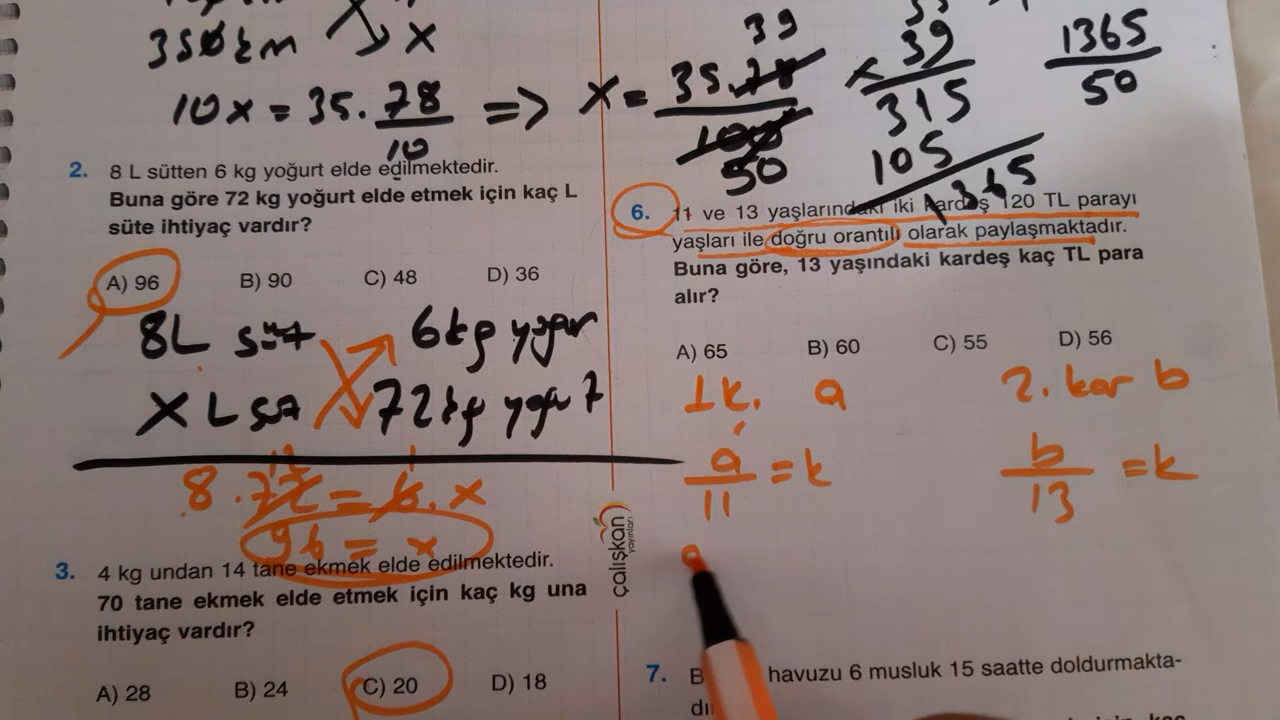 350 km x
10x = 35. 78/10 => x = 35.78/100 50
39
39
x 39
315
105
1365
1365/50
2. 8 L sütten 6 kg yoğurt elde edilmektedir.
Buna göre 72 kg yoğurt elde etmek için kaç L
süte ihtiyaç vardır?
A) 96 B) 90 C) 48 D) 36
8L süt 6kg yoğur
X L süt 72 kg yogurt
8.72 = 6.x
96 = x
3. 4 kg undan 14 tane ekmek elde edilmektedir.
70 tane ekmek elde etmek için kaç kg una
ihtiyaç vardır?
A) 28 B) 24 C) 20 D) 18
çalışkan
yayınları
6. 11 ve 13 yaşlarındaki iki kardeş 120 TL parayı
yaşları ile doğru orantılı olarak paylaşmaktadır.
Buna göre, 13 yaşındaki kardeş kaç TL para
alır?
A) 65 B) 60 C) 55 D) 56
1k. a 2. kar b
a/11 = k b/13 = k
7. B havuzu 6 musluk 15 saatte doldurmakta-